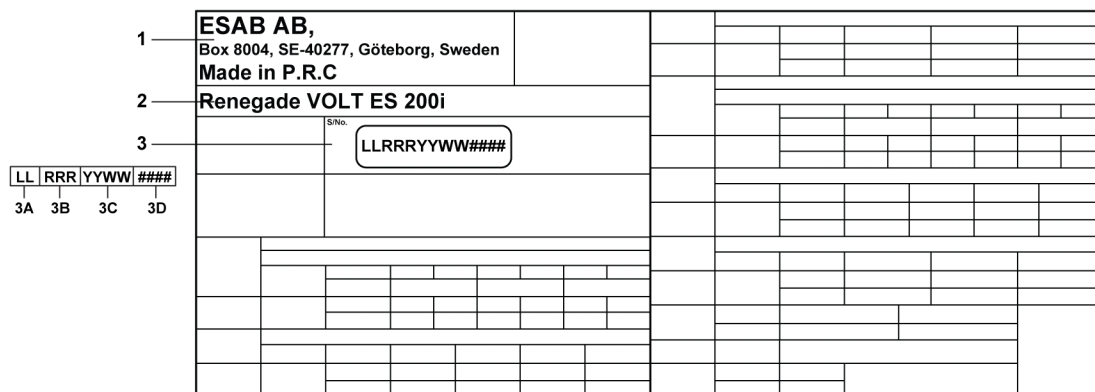 1
ESAB AB,
Box 8004, SE-40277, Göteborg, Sweden
Made in P.R.C
2
Renegade VOLT ES 200i
S/No.
3
LLRRRYYWW####
LL RRR YYWW ####
3A 3B 3C 3D